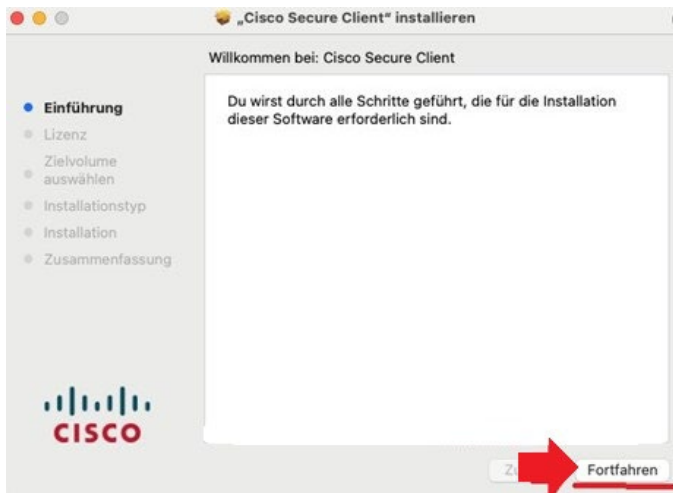 „Cisco Secure Client“ installieren
Willkommen bei: Cisco Secure Client
Einführung
Lizenz
Zielvolume
auswählen
Installationstyp
Installation
Zusammenfassung
Du wirst durch alle Schritte geführt, die für die Installation
dieser Software erforderlich sind.
CISCO
Fortfahren